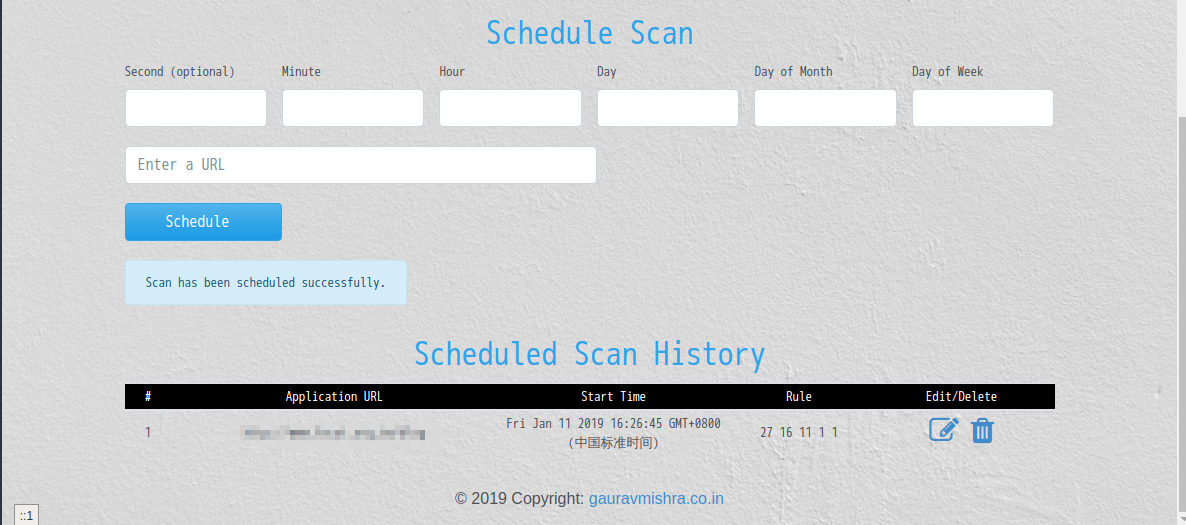 Schedule Scan
Second (optional) Minute Hour Day Day of Month Day of Week
Enter a URL
Schedule
Scan has been scheduled successfully.
Scheduled Scan History
# Application URL Start Time Rule Edit/Delete
1 Fri Jan 11 2019 16:26:45 GMT+0800 27 16 11 1 1
(中国标准时间)
© 2019 Copyright: gauravmishra.co.in
::1